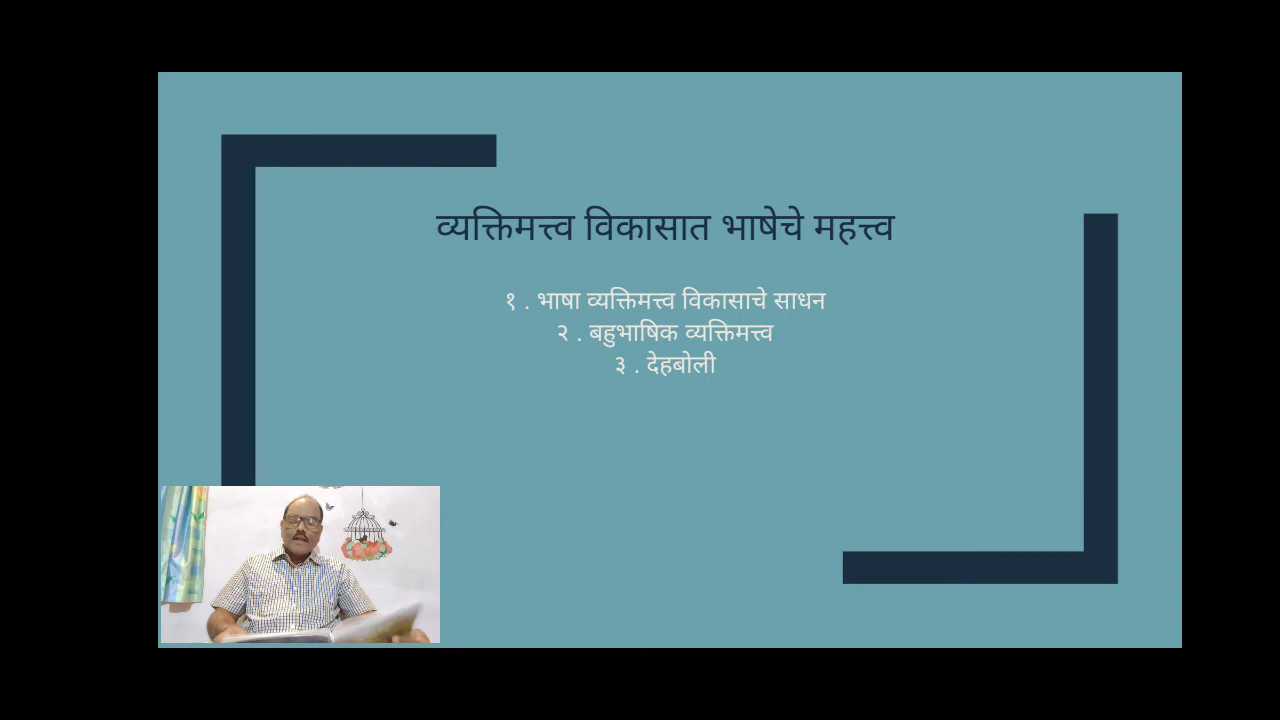 व्यक्तिमत्त्व विकासात भाषेचे महत्त्व
१ . भाषा व्यक्तिमत्त्व विकासाचे साधन
२ . बहुभाषिक व्यक्तिमत्त्व
३ . देहबोली